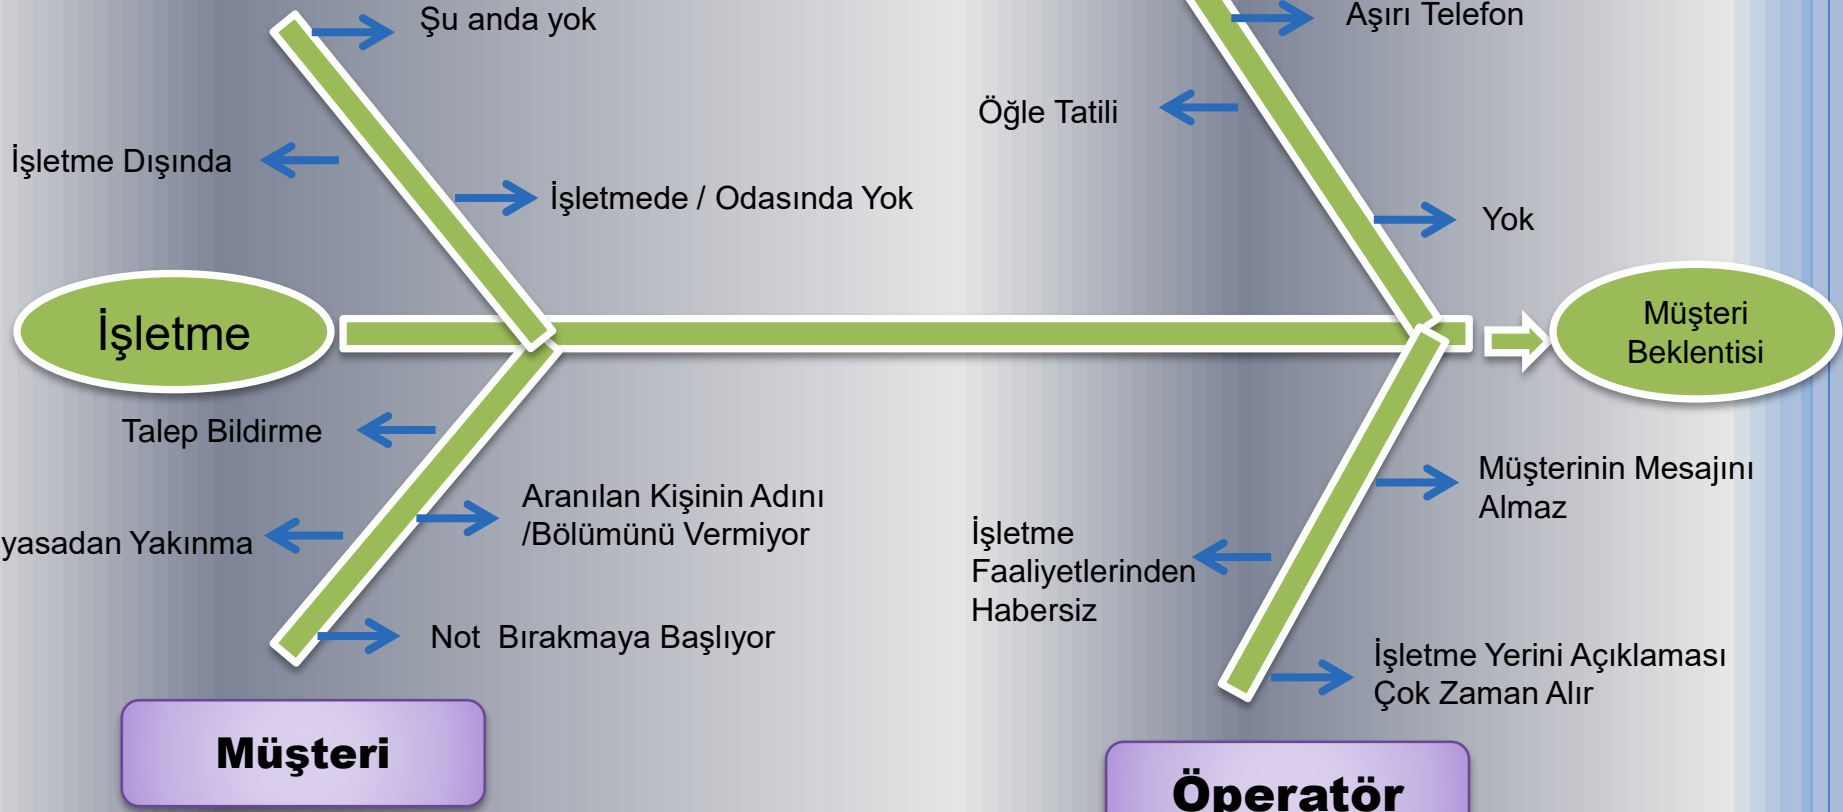 Şu anda yok
Aşırı Telefon
Öğle Tatili
İşletme Dışında
İşletmede / Odasında Yok
Yok
İşletme
Müşteri
Beklentisi
Talep Bildirme
Aranılan Kişinin Adını
/Bölümünü Vermiyor
yasadan Yakınma
Not Bırakmaya Başlıyor
Müşterinin Mesajını
Almaz
İşletme
Faaliyetlerinden
Habersiz
İşletme Yerini Açıklaması
Çok Zaman Alır
Müşteri
Öperatör